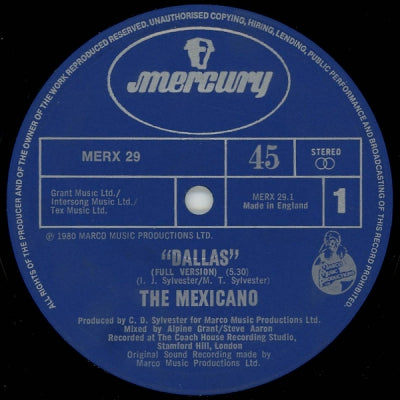 ALL RIGHTS OF THE PRODUCER AND OF THE OWNER OF THE WORK REPRODUCED RESERVED. UNAUTHORISED COPYING, HIRING, LENDING, PUBLIC PERFORMANCE AND BROADCASTING OF THIS RECORD PROHIBITED.
mercury
MERX 29
45
STEREO
Grant Music Ltd./
Intersong Music Ltd./
Tex Music Ltd.
MERX 29.1
Made in England
1
℗ 1980 MARCO MUSIC PRODUCTIONS LTD.
"DALLAS"
(FULL VERSION) (5.30)
(I. J. Sylvester/M. T. Sylvester)
THE MEXICANO
Produced by C. D. Sylvester for Marco Music Productions Ltd.
Mixed by Alpine Grant/Steve Aaron
Recorded at The Coach House Recording Studio,
Stamford Hill, London
Original Sound Recording made by
Marco Music Productions Ltd.